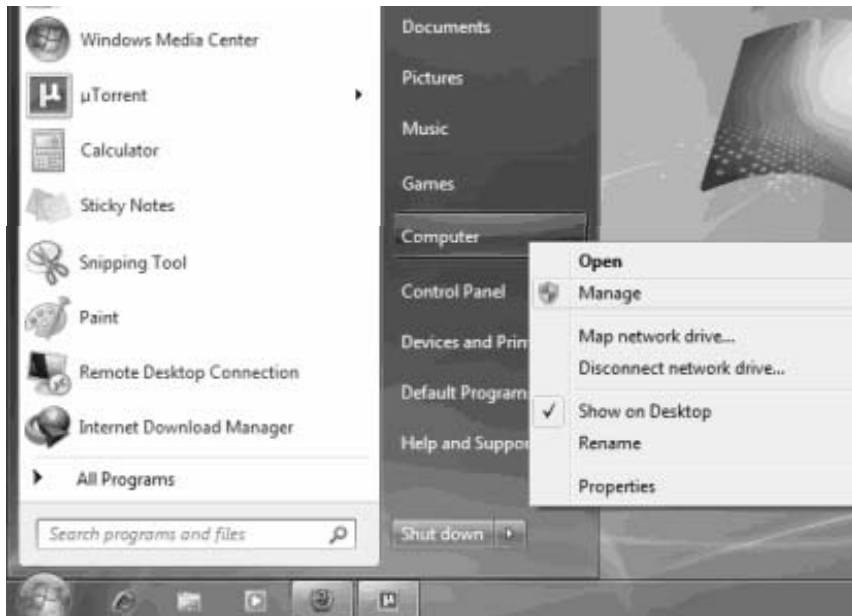 Windows Media Center
µTorrent
Calculator
Sticky Notes
Snipping Tool
Paint
Remote Desktop Connection
Internet Download Manager
All Programs
Search programs and files
Documents
Pictures
Music
Games
Computer
Control Panel
Devices and Prin
Default Program
Help and Suppor
Shut down
Open
Manage
Map network drive...
Disconnect network drive...
Show on Desktop
Rename
Properties